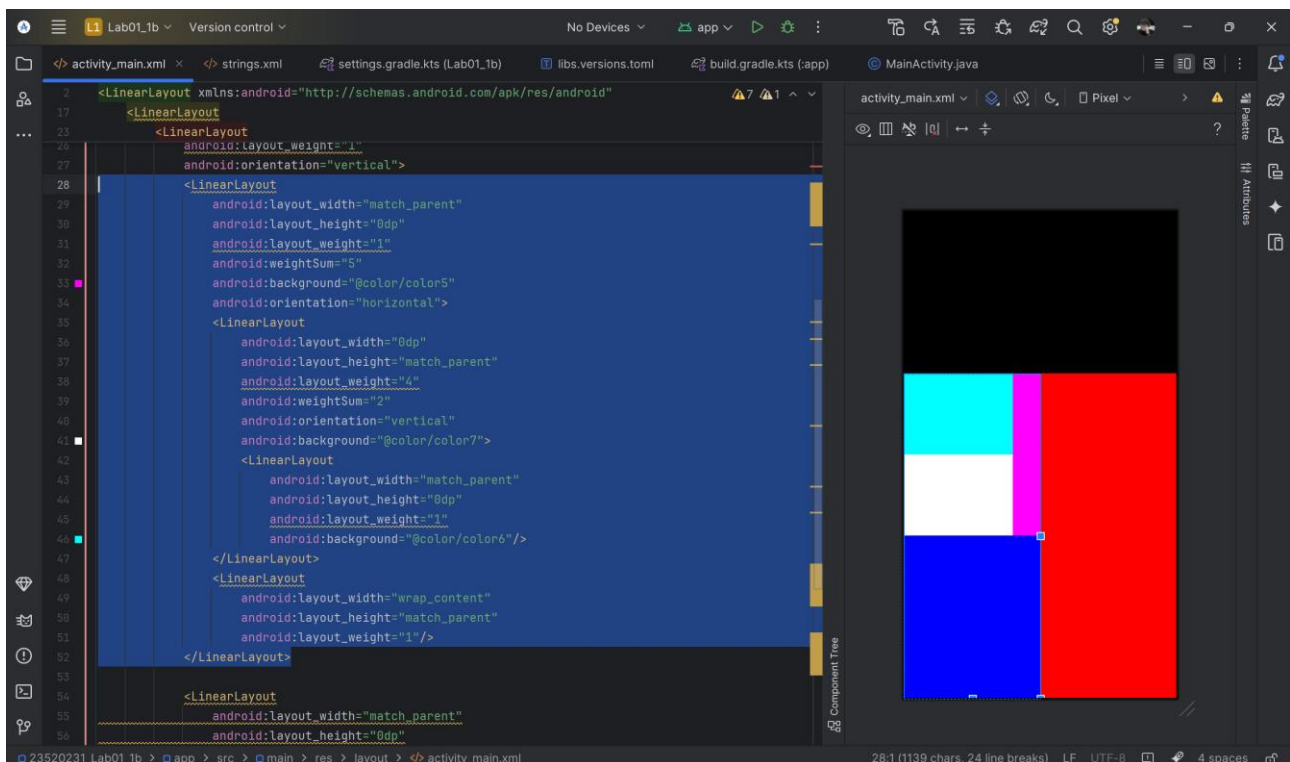 L1 Lab01_1b Version control No Devices app
activity_main.xml strings.xml settings.gradle.kts (Lab01_1b) libs.versions.toml build.gradle.kts (:app) MainActivity.java
2 <LinearLayout xmlns:android="http://schemas.android.com/apk/res/android" 7 1
17 <LinearLayout
23 <LinearLayout
26 android:layout_weight="1"
27 android:orientation="vertical">
28 <LinearLayout
29 android:layout_width="match_parent"
30 android:layout_height="0dp"
31 android:layout_weight="1"
32 android:weightSum="5"
33 android:background="@color/color5"
34 android:orientation="horizontal">
35 <LinearLayout
36 android:layout_width="0dp"
37 android:layout_height="match_parent"
38 android:layout_weight="4"
39 android:weightSum="2"
40 android:orientation="vertical"
41 android:background="@color/color7">
42 <LinearLayout
43 android:layout_width="match_parent"
44 android:layout_height="0dp"
45 android:layout_weight="1"
46 android:background="@color/color6"/>
47 </LinearLayout>
48 <LinearLayout
49 android:layout_width="wrap_content"
50 android:layout_height="match_parent"
51 android:layout_weight="1"/>
52 </LinearLayout>
53
54 <LinearLayout
55 android:layout_width="match_parent"
56 android:layout_height="0dp"
activity_main.xml Pixel
?
Palette
Attributes
Component Tree
23520231_Lab01_1b > app > src > main > res > layout > activity_main.xml 28:1 (1139 chars, 24 line breaks) LF UTF-8 4 spaces